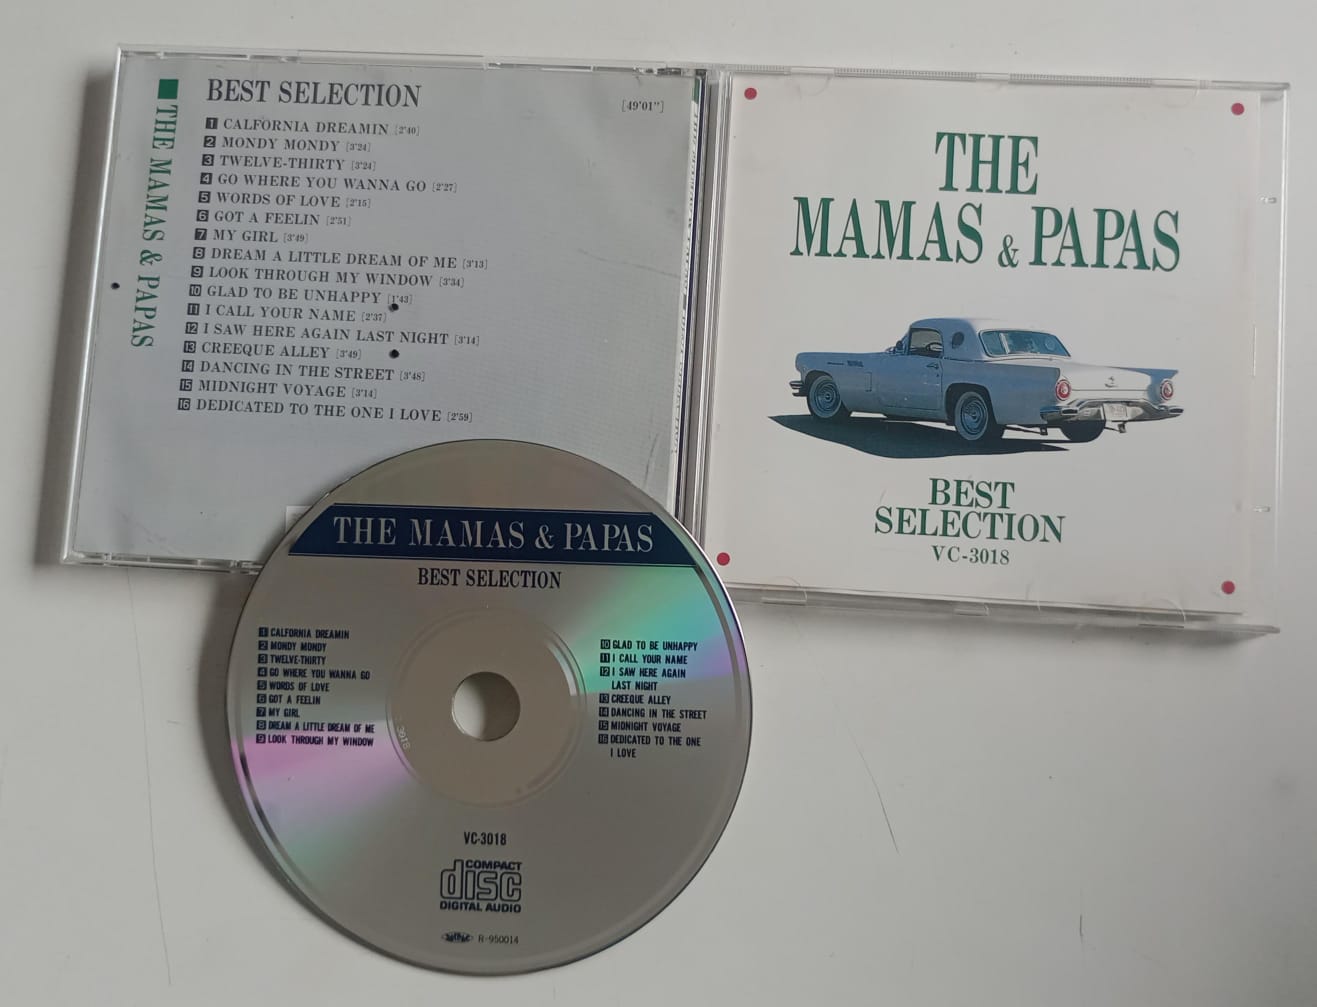 THE MAMAS & PAPAS
BEST SELECTION
[49'01"]
1 CALFORNIA DREAMIN [2'40]
2 MONDY MONDY [3'24]
3 TWELVE-THIRTY [3'24]
4 GO WHERE YOU WANNA GO [2'27]
5 WORDS OF LOVE [2'15]
6 GOT A FEELIN [2'51]
7 MY GIRL [3'49]
8 DREAM A LITTLE DREAM OF ME [3'13]
9 LOOK THROUGH MY WINDOW [3'34]
10 GLAD TO BE UNHAPPY [1'43]
11 I CALL YOUR NAME [2'37]
12 I SAW HERE AGAIN LAST NIGHT [3'14]
13 CREEQUE ALLEY [3'49]
14 DANCING IN THE STREET [3'48]
15 MIDNIGHT VOYAGE [3'14]
16 DEDICATED TO THE ONE I LOVE [2'59]
THE
MAMAS & PAPAS
BEST
SELECTION
VC-3018
THE MAMAS & PAPAS
BEST SELECTION
1 CALFORNIA DREAMIN
2 MONDY MONDY
3 TWELVE-THIRTY
4 GO WHERE YOU WANNA GO
5 WORDS OF LOVE
6 GOT A FEELIN
7 MY GIRL
8 DREAM A LITTLE DREAM OF ME
9 LOOK THROUGH MY WINDOW
10 GLAD TO BE UNHAPPY
11 I CALL YOUR NAME
12 I SAW HERE AGAIN
LAST NIGHT
13 CREEQUE ALLEY
14 DANCING IN THE STREET
15 MIDNIGHT VOYAGE
16 DEDICATED TO THE ONE
I LOVE
VC-3018
COMPACT
disc
DIGITAL AUDIO
R-950014